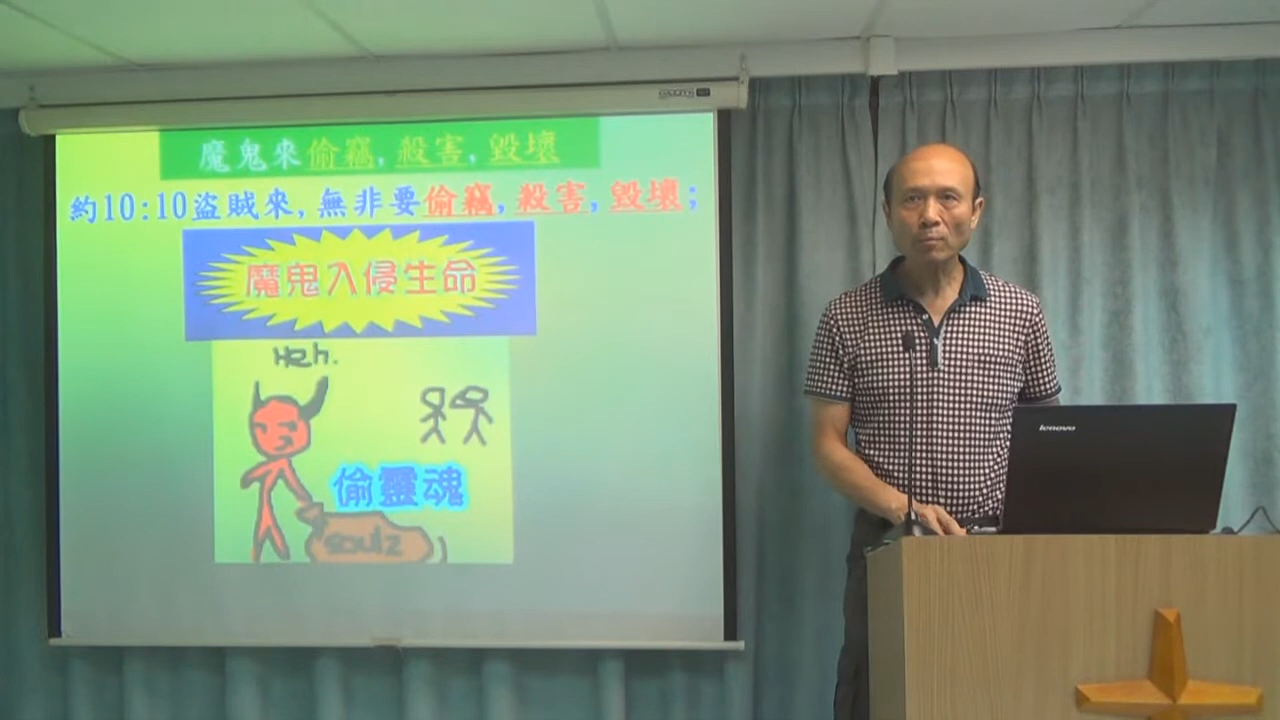 魔鬼來偷竊,殺害,毀壞
約10:10盜賊來,無非要偷竊,殺害,毀壞;
魔鬼入侵生命
Heh.
偷靈魂
soulz
lenovo